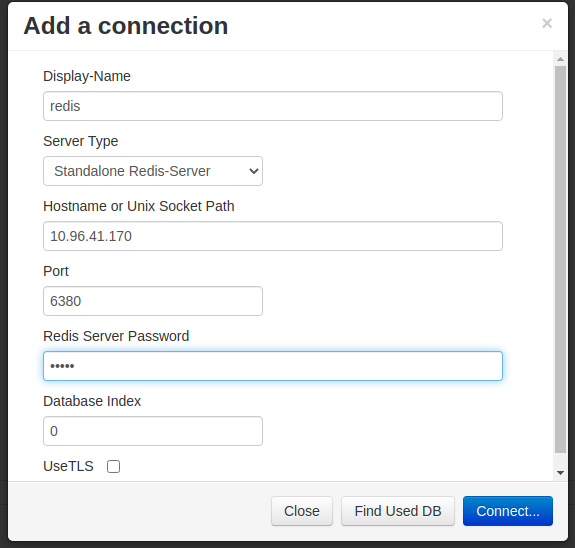 Add a connection ×
Display-Name
redis
Server Type
Standalone Redis-Server
Hostname or Unix Socket Path
10.96.41.170
Port
6380
Redis Server Password
•••••
Database Index
0
UseTLS
Close Find Used DB Connect...